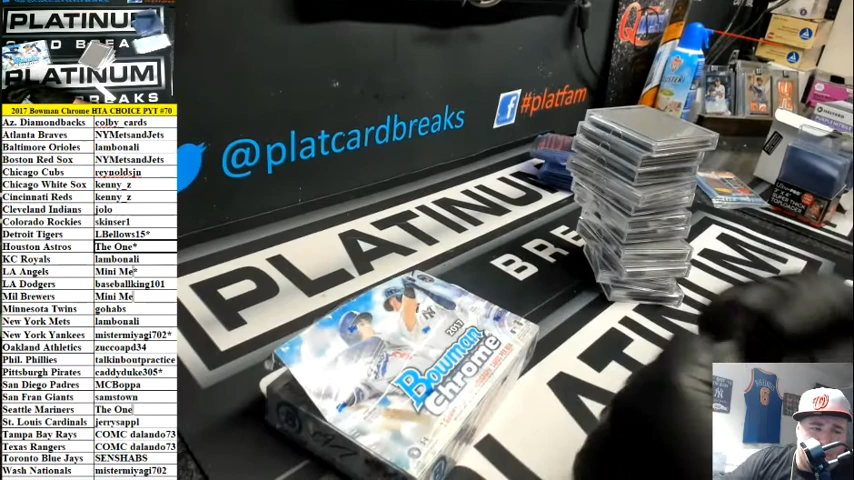 PLATINUM
RD BREA
PLATINUM
BREAKS
2017 Bowman Chrome HTA CHOICE PYT #70
Az. Diamondbacks colby_cards
Atlanta Braves NYMetsandJets
Baltimore Orioles lambonali
Boston Red Sox NYMetsandJets
Chicago Cubs reynoldsjn
Chicago White Sox kenny_z
Cincinnati Reds kenny_z
Cleveland Indians jolo
Colorado Rockies skinser1
Detroit Tigers LBellows15*
Houston Astros The One*
KC Royals lambonali
LA Angels Mini Me*
LA Dodgers baseballking101
Mil Brewers Mini Me
Minnesota Twins gohabs
New York Mets lambonali
New York Yankees mistermiyagi702*
Oakland Athletics zuccoapd34
Phil. Phillies talkinboutpractice
Pittsburgh Pirates caddyduke305*
San Diego Padres MCBoppa
San Fran Giants samstown
Seattle Mariners The One
St. Louis Cardinals jerrysappl
Tampa Bay Rays COMC dalando73
Texas Rangers COMC dalando73
Toronto Blue Jays SENSHABS
Wash Nationals mistermiyagi702
@platcardbreaks
f #platfam
PLATINUM
BRE
PLATINUM
2017
Bowman
CHROME